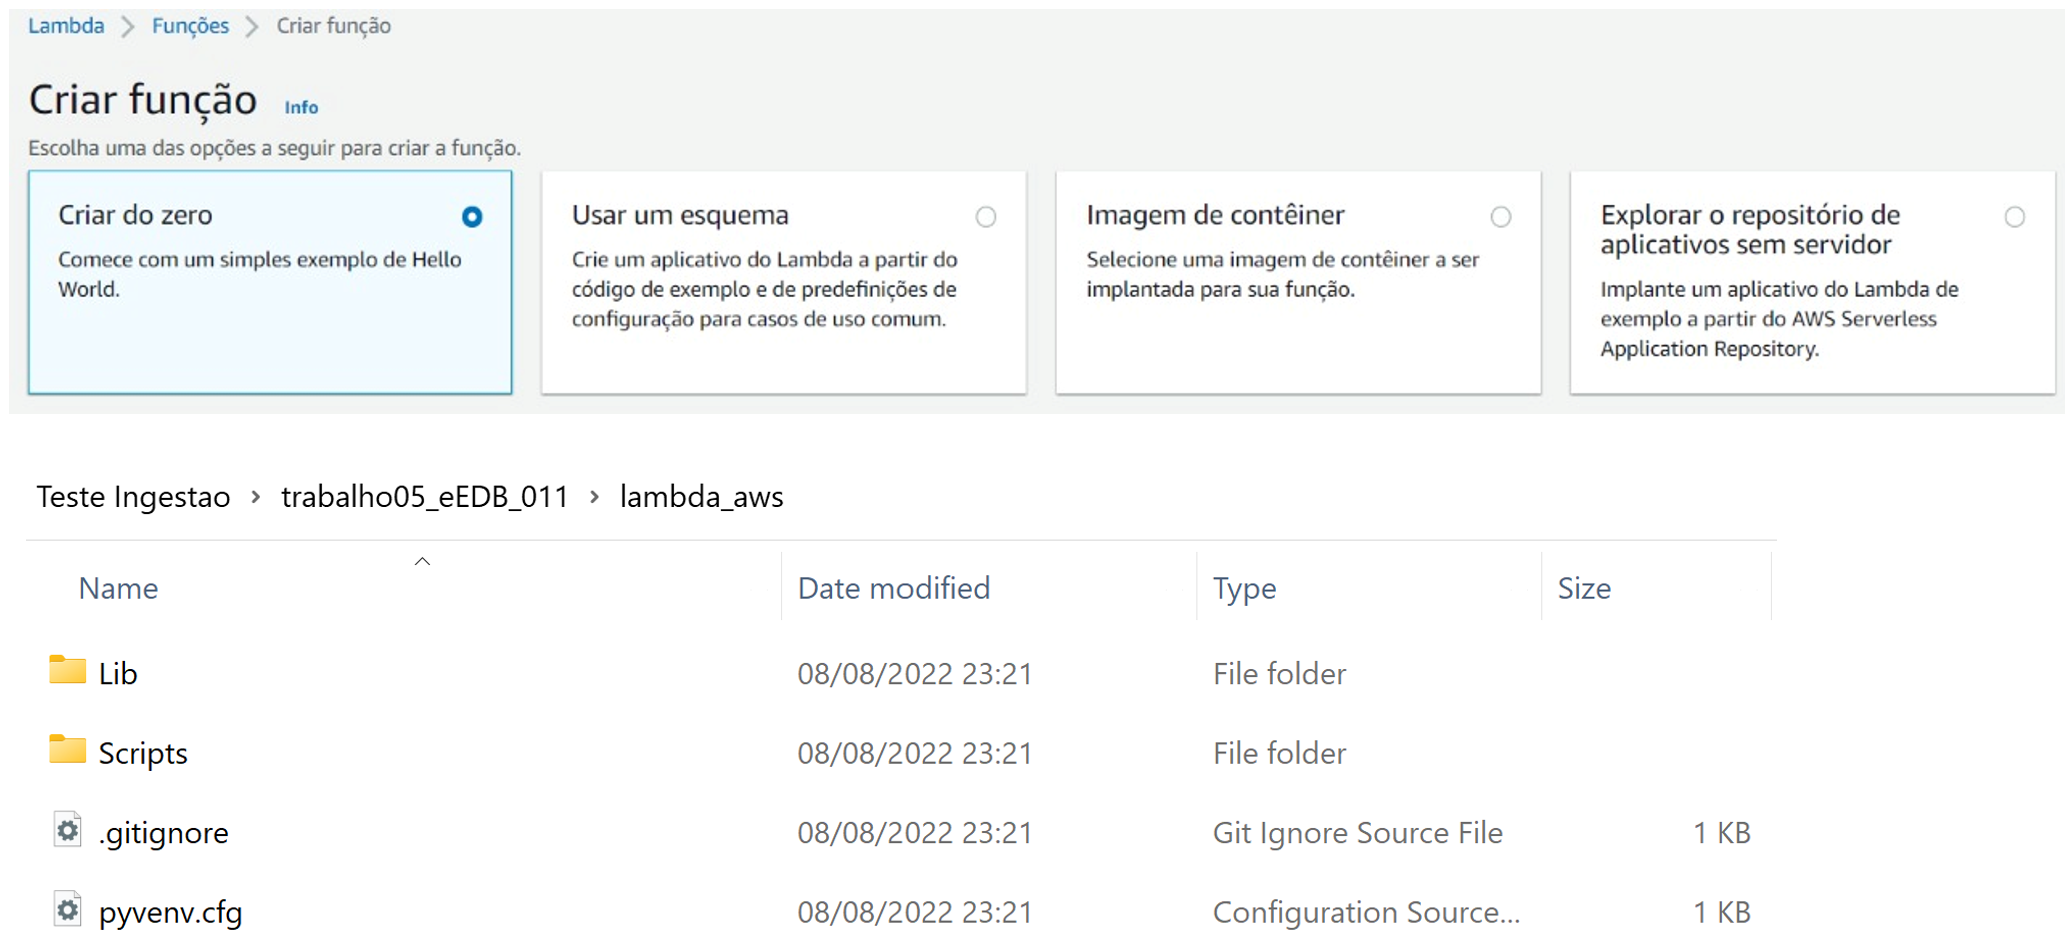 Lambda > Funções > Criar função
Criar função Info
Escolha uma das opções a seguir para criar a função.
Criar do zero
Comece com um simples exemplo de Hello
World.
Usar um esquema
Crie um aplicativo do Lambda a partir do
código de exemplo e de predefinições de
configuração para casos de uso comum.
Imagem de contêiner
Selecione uma imagem de contêiner a ser
implantada para sua função.
Explorar o repositório de
aplicativos sem servidor
Implante um aplicativo do Lambda de
exemplo a partir do AWS Serverless
Application Repository.
Teste Ingestao > trabalho05_eEDB_011 > lambda_aws
Name Date modified Type Size
Lib 08/08/2022 23:21 File folder
Scripts 08/08/2022 23:21 File folder
.gitignore 08/08/2022 23:21 Git Ignore Source File 1 KB
pyvenv.cfg 08/08/2022 23:21 Configuration Source... 1 KB